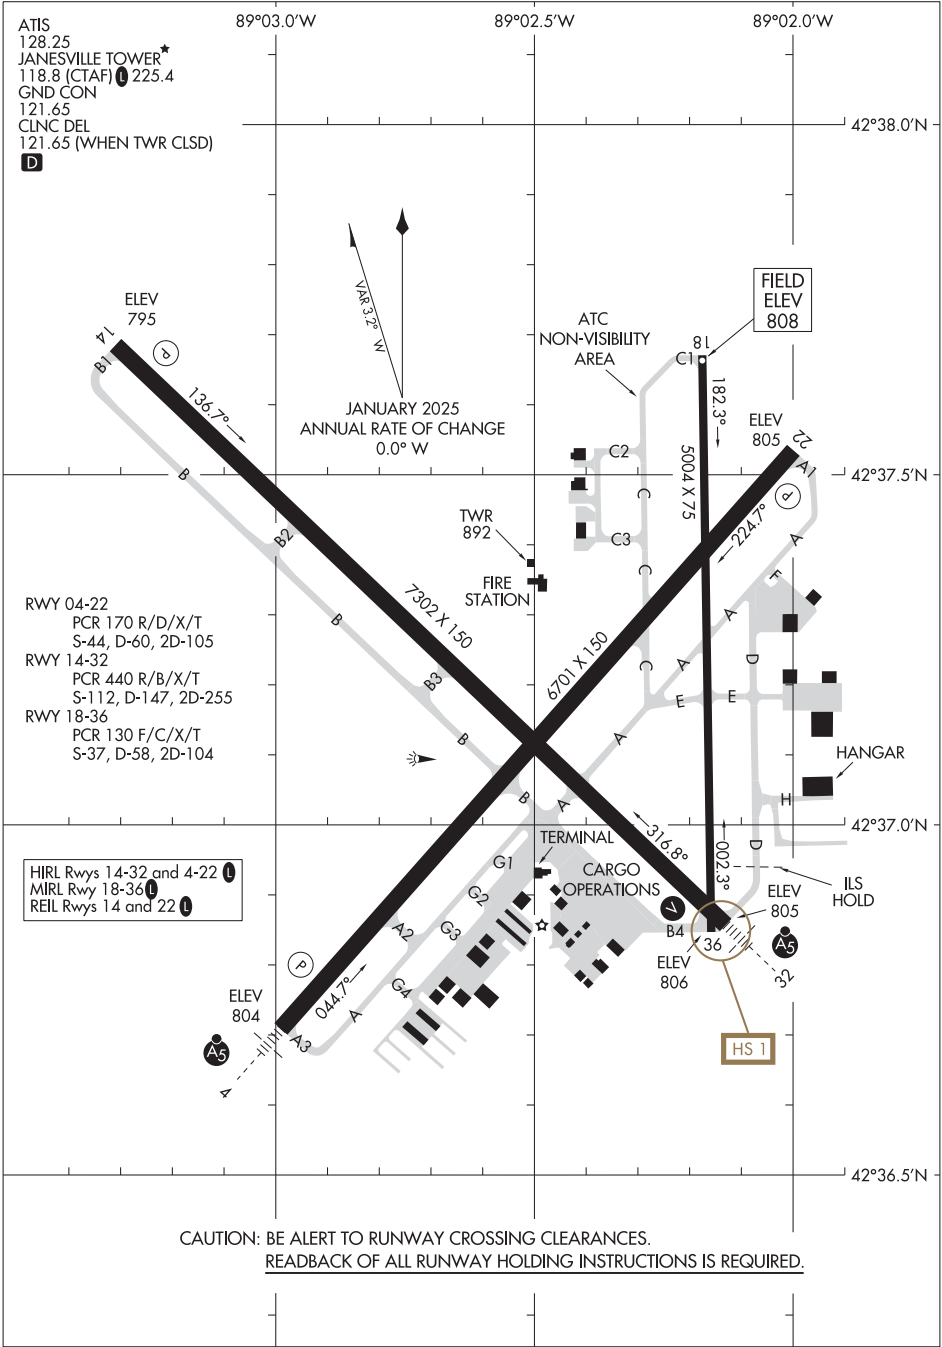 89°03.0'W
89°02.5'W
89°02.0'W
ATIS
128.25
JANESVILLE TOWER
118.8 (CTAF) L 225.4
GND CON
121.65
CLNC DEL
121.65 (WHEN TWR CLSD)
D
42°38.0'N
VAR 3.2° W
JANUARY 2025
ANNUAL RATE OF CHANGE
0.0° W
FIELD
ELEV
808
ATC
NON-VISIBILITY
AREA
ELEV
795
14
B1
P
136.7°
18
C1
182.3°
5004 X 75
ELEV
805
22
A1
P
224.7°
42°37.5'N
C2
C
C3
C
C
B
B2
B
B3
B
B
TWR
892
FIRE
STATION
7302 X 150
6701 X 150
A
F
A
A
D
E
E
A
A
HANGAR
H
D
RWY 04-22
PCR 170 R/D/X/T
S-44, D-60, 2D-105
RWY 14-32
PCR 440 R/B/X/T
S-112, D-147, 2D-255
RWY 18-36
PCR 130 F/C/X/T
S-37, D-58, 2D-104
42°37.0'N
316.8°
002.3°
TERMINAL
G1
CARGO
OPERATIONS
G2
G3
G4
A2
ILS
HOLD
HIRL Rwys 14-32 and 4-22 L
MIRL Rwy 18-36 L
REIL Rwys 14 and 22 L
V
B4
36
ELEV
805
ELEV
806
A5
32
HS 1
P
044.7°
A
A3
ELEV
804
A5
4
42°36.5'N
CAUTION: BE ALERT TO RUNWAY CROSSING CLEARANCES.
READBACK OF ALL RUNWAY HOLDING INSTRUCTIONS IS REQUIRED.